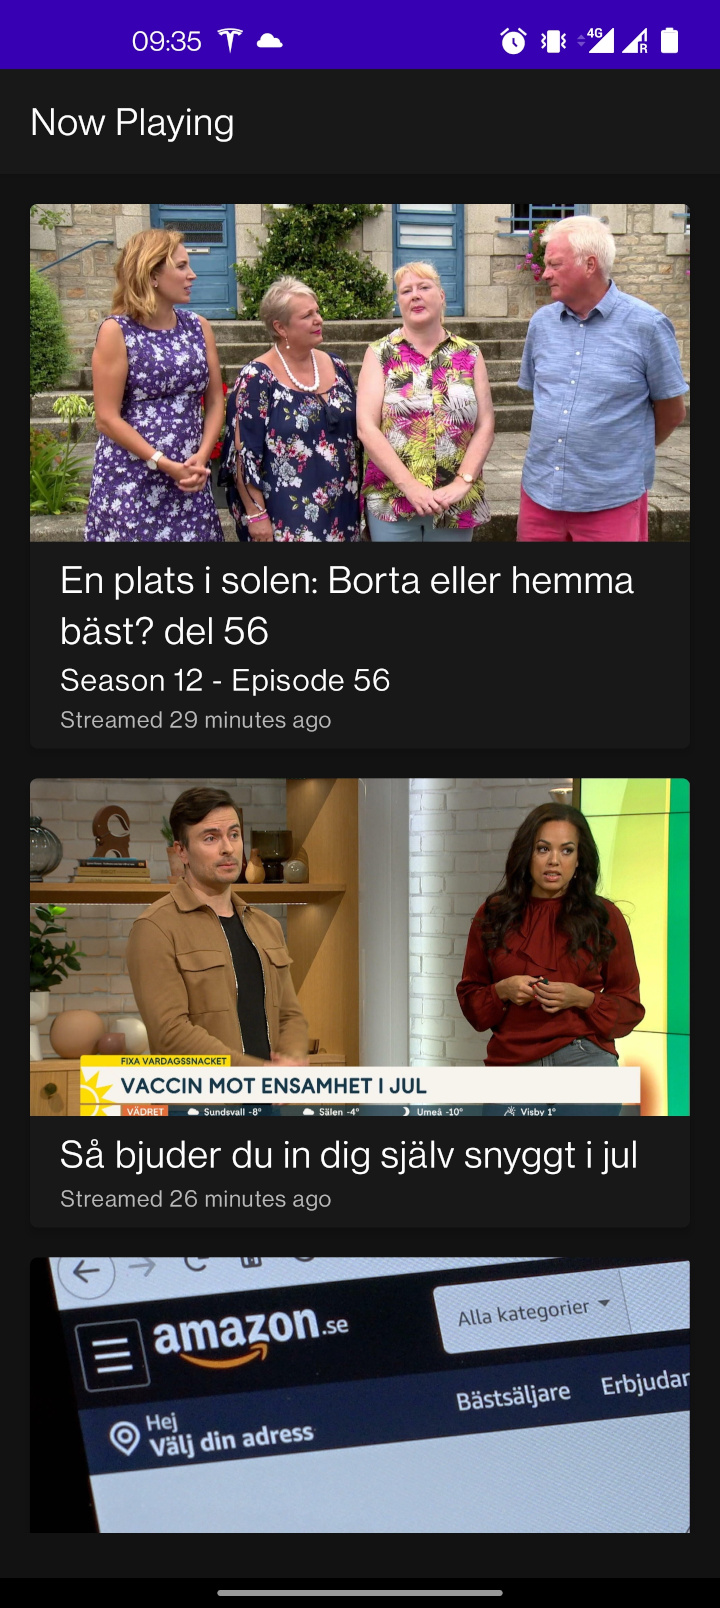 09:35
4G
R
Now Playing
En plats i solen: Borta eller hemma
bäst? del 56
Season 12 - Episode 56
Streamed 29 minutes ago
FIXA VARDAGSSNACKET
VACCIN MOT ENSAMHET I JUL
VÄDRET Sundsvall -8° Sälen -4° Umeå -10° Visby 1°
Så bjuder du in dig själv snyggt i jul
Streamed 26 minutes ago
amazon.se
Alla kategorier
Hej
Välj din adress
Bästsäljare Erbjudan